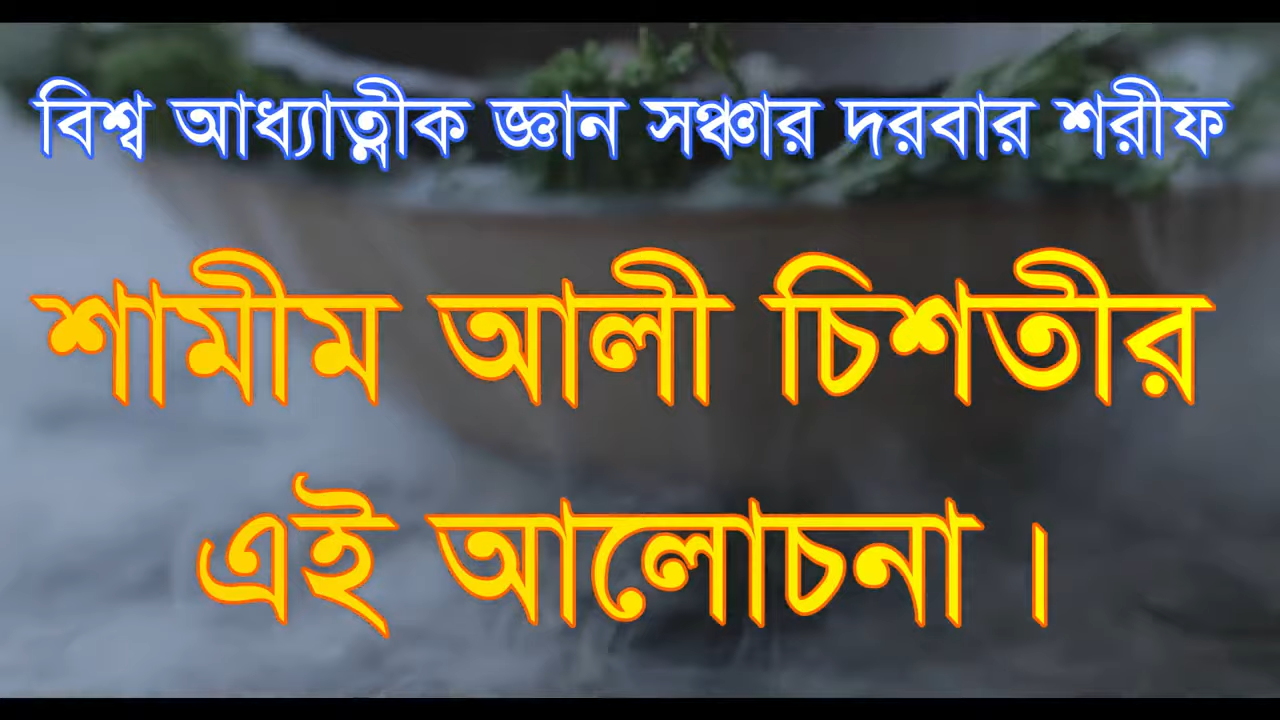 বিশ্ব আধ্যাত্নীক জ্ঞান সঞ্চার দরবার শরীফ
শামীম আলী চিশতীর
এই আলোচনা ।